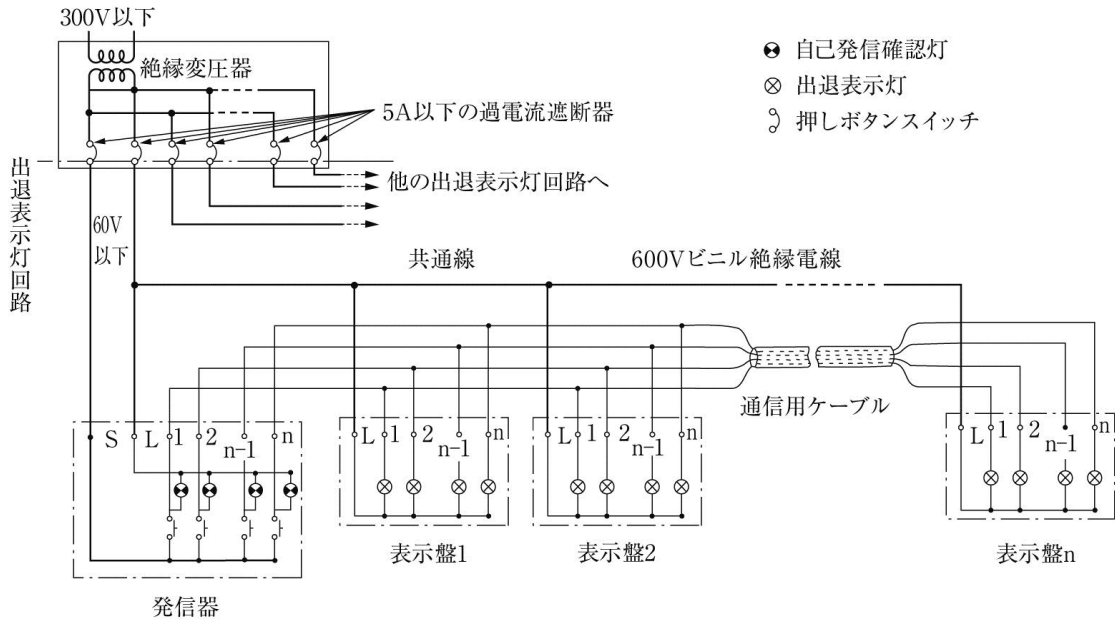 300V以下
絶縁変圧器
5A以下の過電流遮断器
自己発信確認灯
出退表示灯
押しボタンスイッチ
出退表示灯回路
60V
以下
他の出退表示灯回路へ
共通線
600Vビニル絶縁電線
通信用ケーブル
S L 1 2 n-1 n
L 1 2 n-1 n
L 1 2 n-1 n
L 1 2 n-1 n
発信器
表示盤1
表示盤2
表示盤n